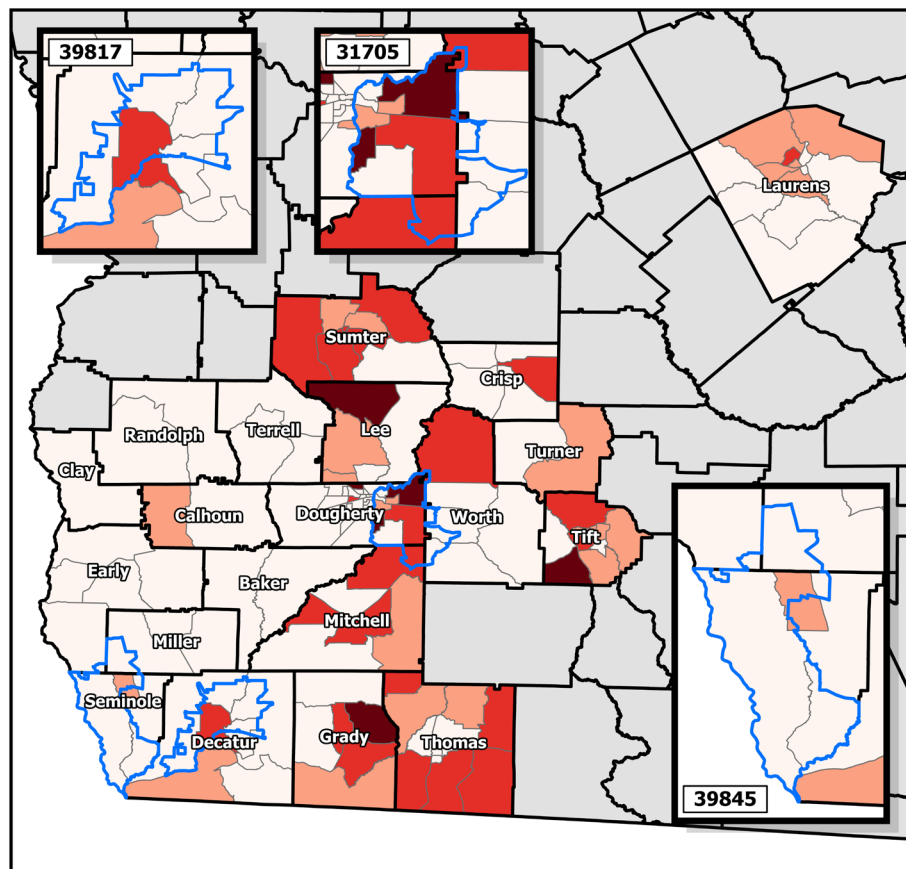 39817
31705
Laurens
Sumter
Crisp
Randolph
Terrell
Lee
Turner
Clay
Calhoun
Dougherty
Worth
Tift
Early
Baker
Mitchell
Miller
Seminole
Decatur
Grady
Thomas
39845